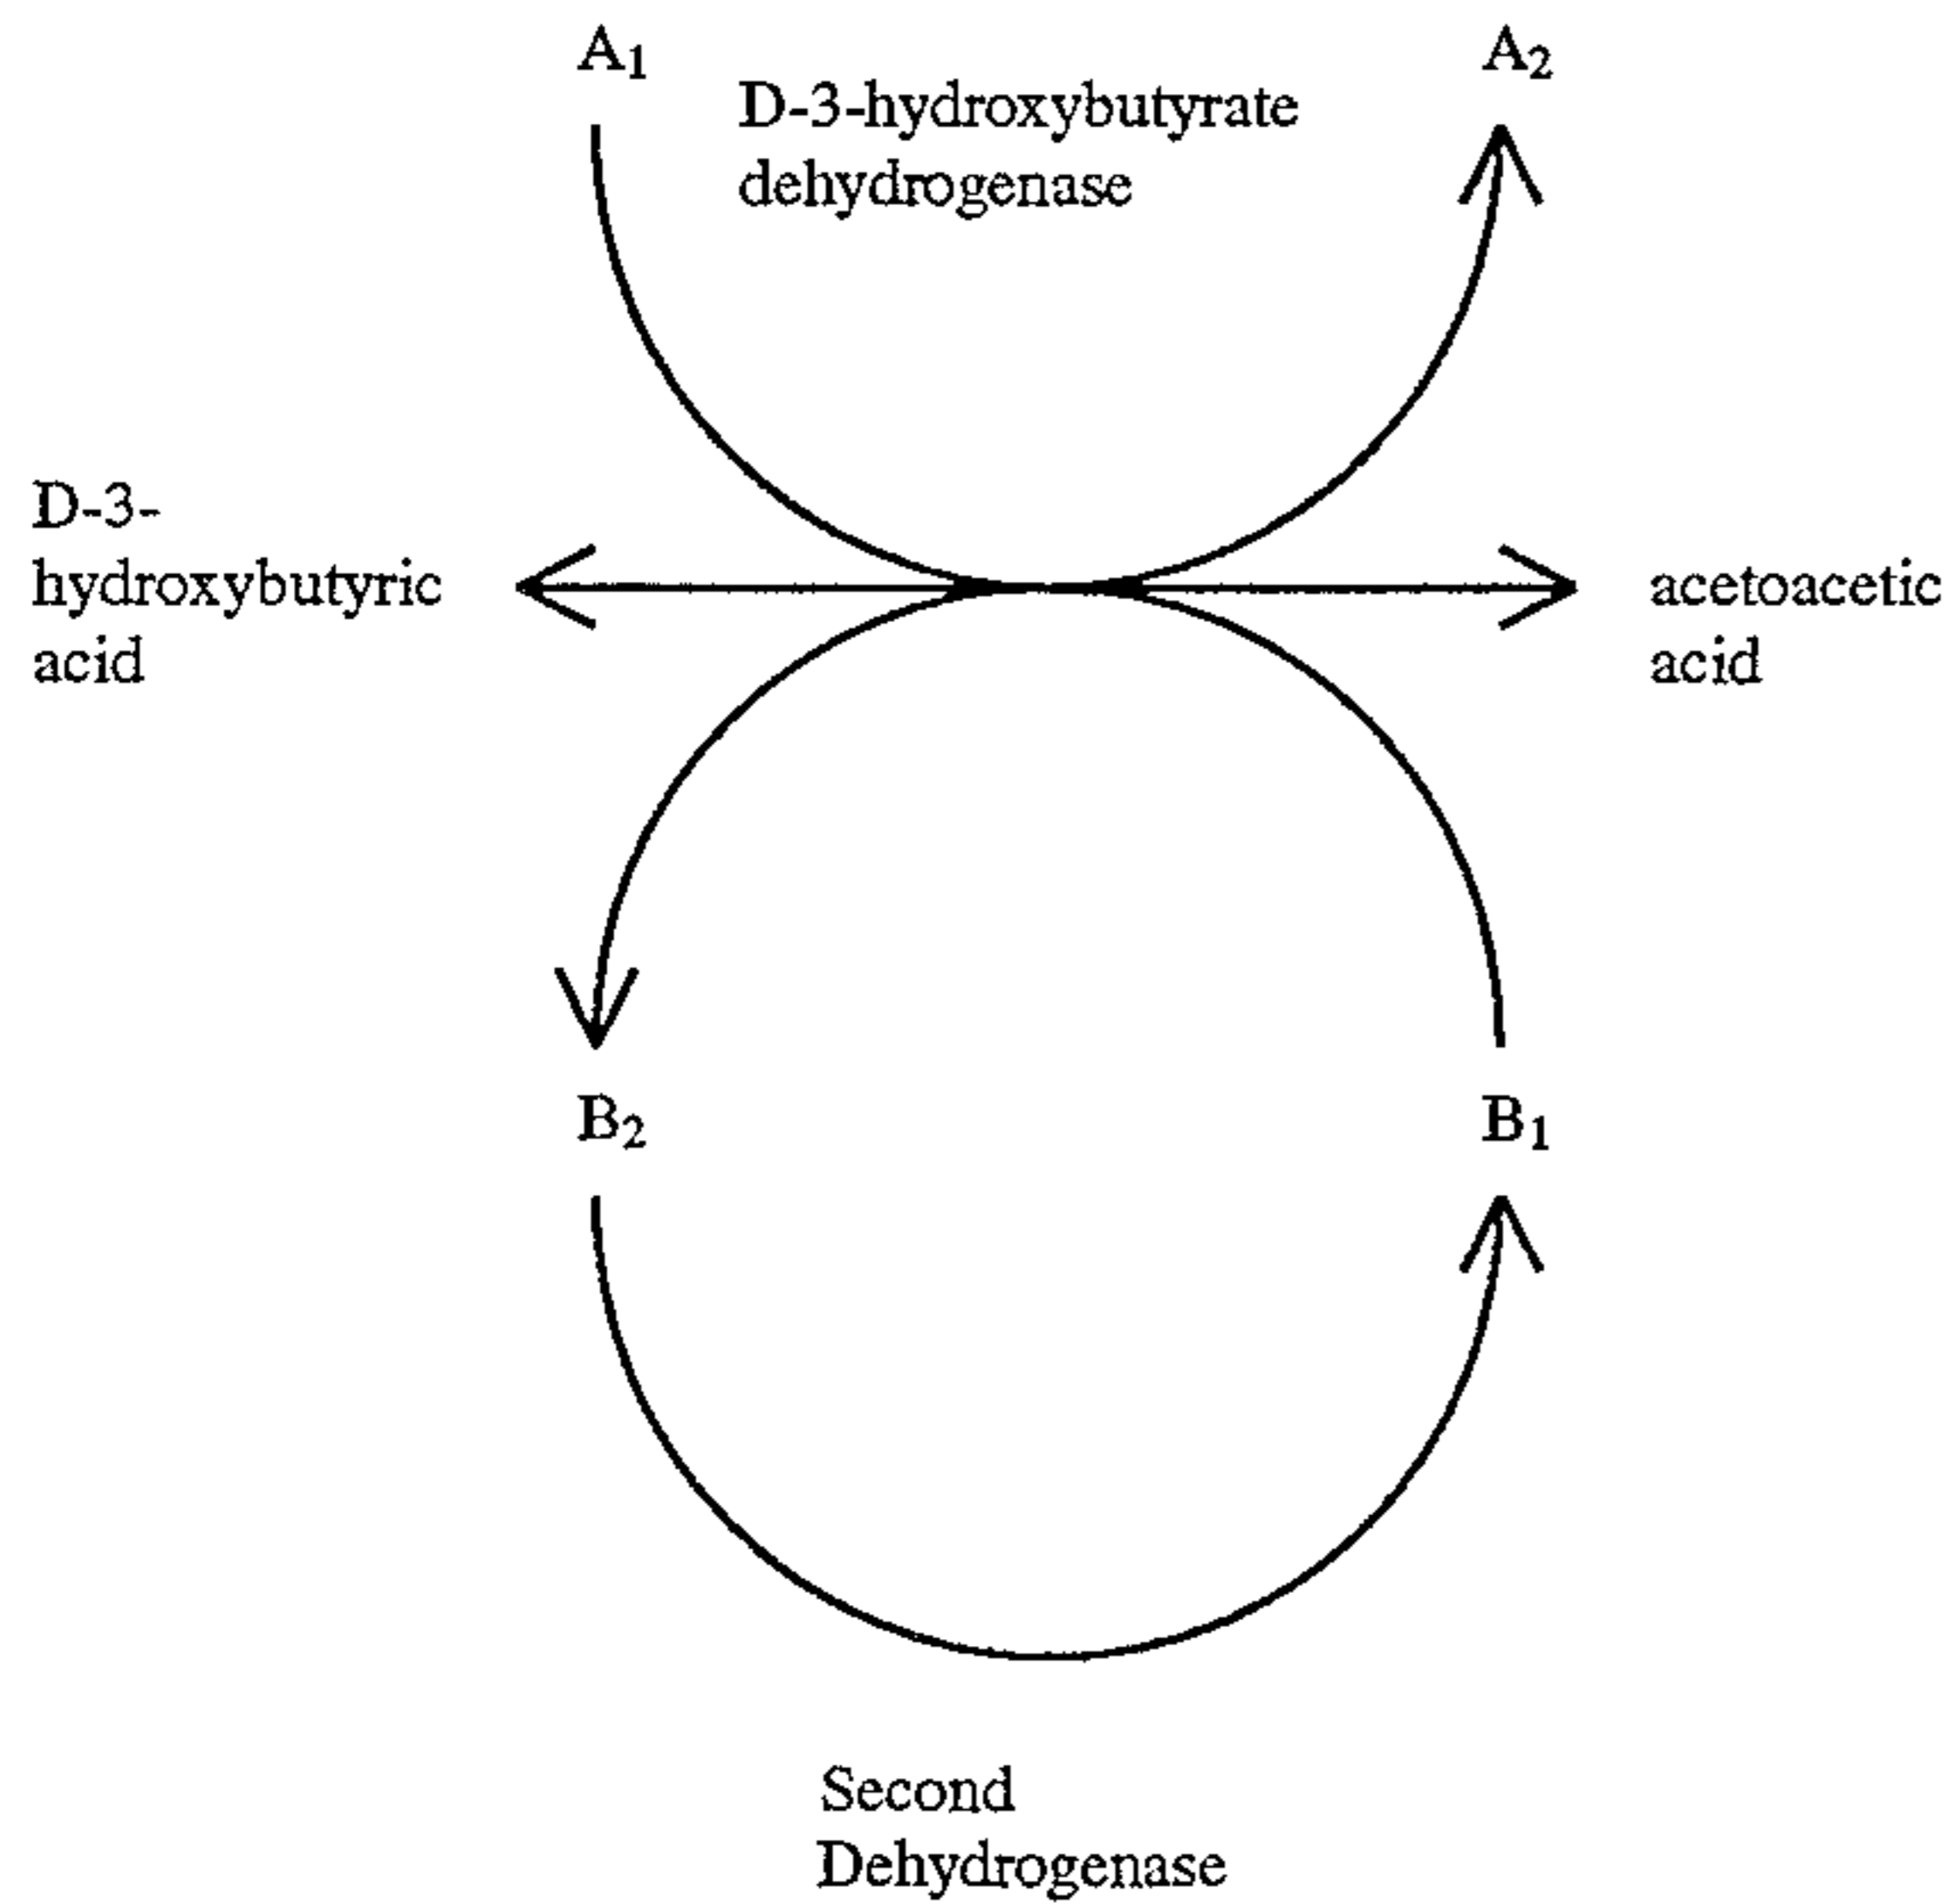 A₁
A₂
D-3-hydroxybutyrate
dehydrogenase
D-3-
hydroxybutyric
acid
acetoacetic
acid
B₂
B₁
Second
Dehydrogenase